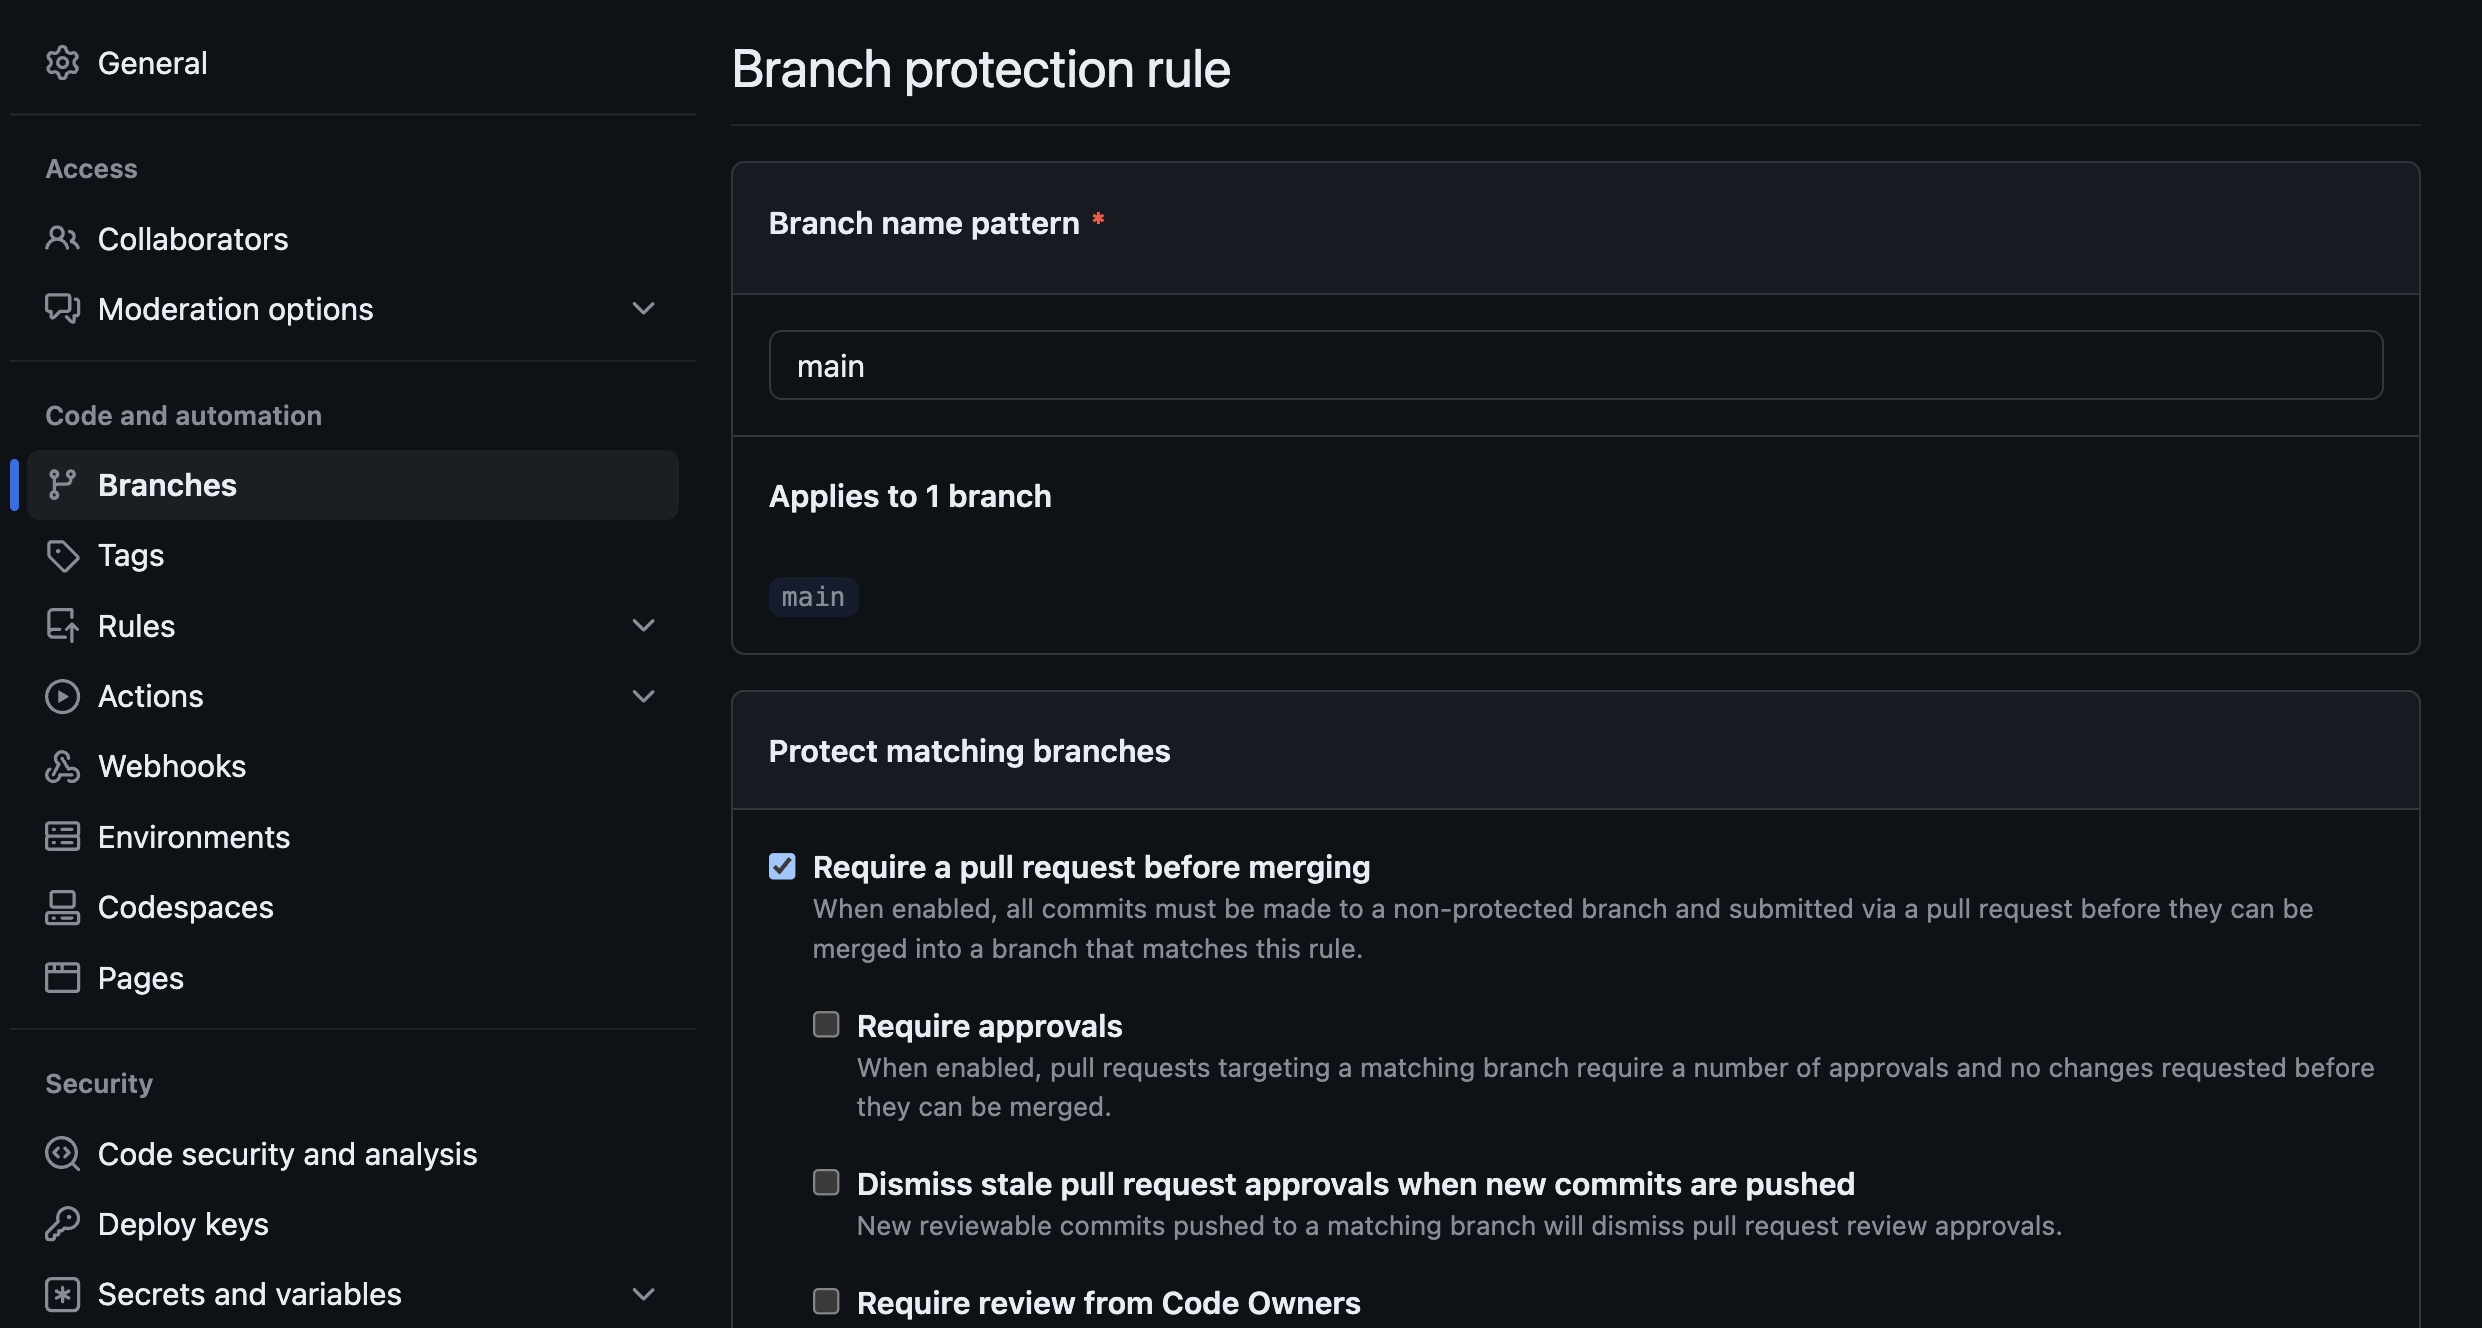 General
Access
Collaborators
Moderation options
Code and automation
Branches
Tags
Rules
Actions
Webhooks
Environments
Codespaces
Pages
Security
Code security and analysis
Deploy keys
Secrets and variables
Branch protection rule
Branch name pattern *
main
Applies to 1 branch
main
Protect matching branches
Require a pull request before merging
When enabled, all commits must be made to a non-protected branch and submitted via a pull request before they can be
merged into a branch that matches this rule.
Require approvals
When enabled, pull requests targeting a matching branch require a number of approvals and no changes requested before
they can be merged.
Dismiss stale pull request approvals when new commits are pushed
New reviewable commits pushed to a matching branch will dismiss pull request review approvals.
Require review from Code Owners